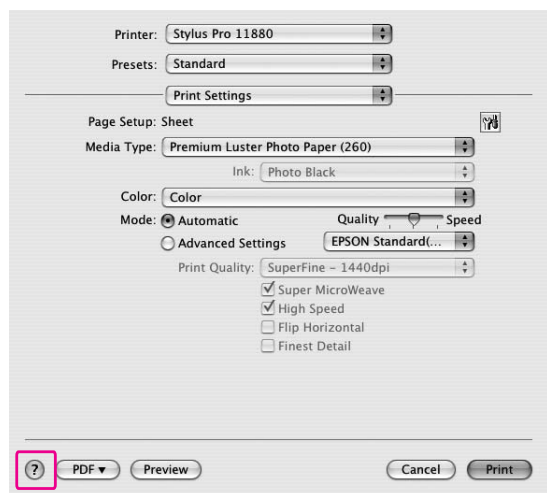 Printer: Stylus Pro 11880
Presets: Standard
Print Settings
Page Setup: Sheet
Media Type: Premium Luster Photo Paper (260)
Ink: Photo Black
Color: Color
Mode: Automatic Quality Speed
Advanced Settings EPSON Standard(...
Print Quality: SuperFine - 1440dpi
Super MicroWeave
High Speed
Flip Horizontal
Finest Detail
? PDF ▼ Preview Cancel Print